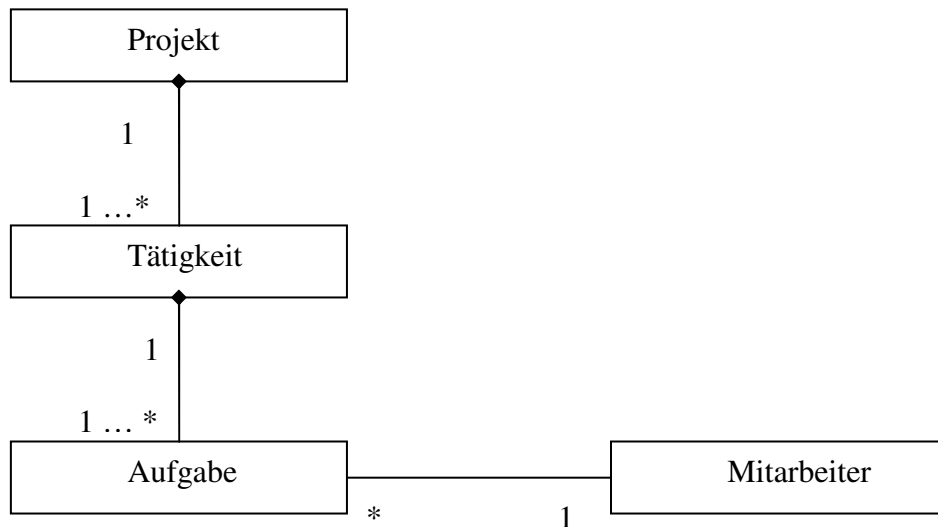 Projekt
1
1 …*
Tätigkeit
1
1 … *
Aufgabe
Mitarbeiter
*
1